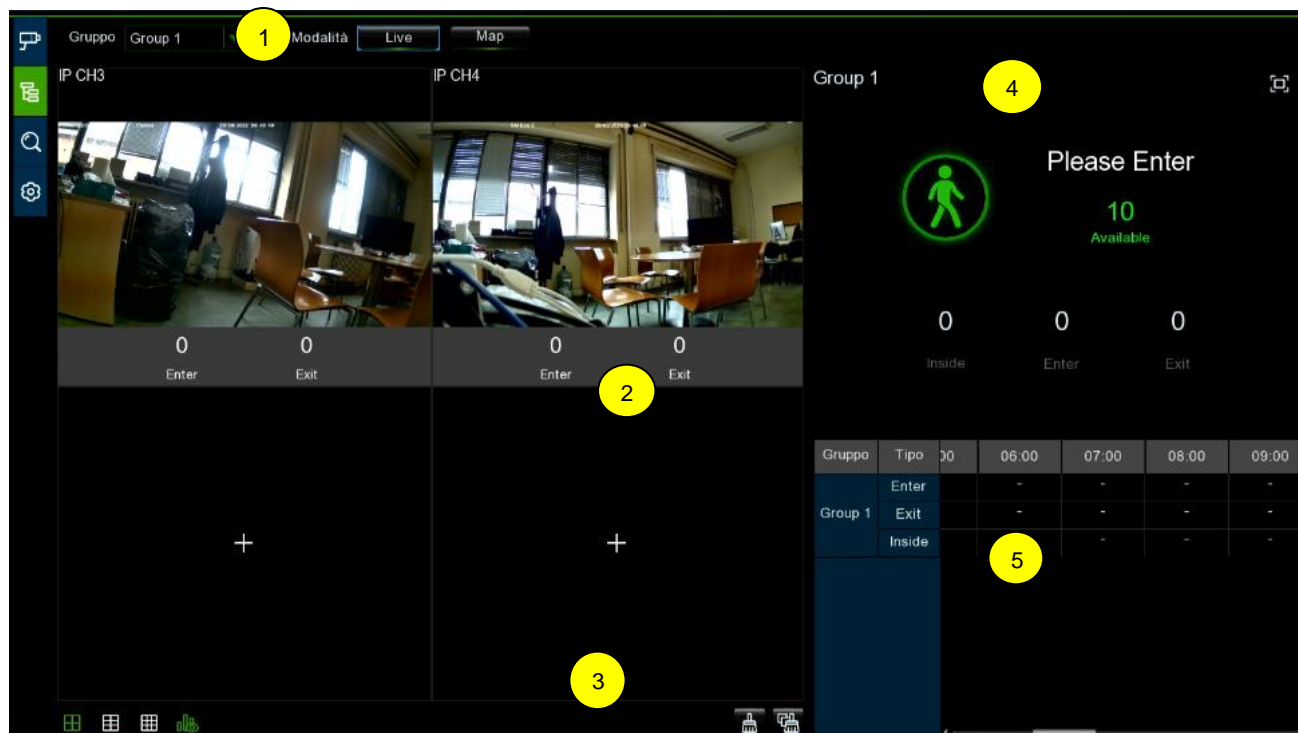 Gruppo Group 1 1 Modalità Live Map
IP CH3
IP CH4
0 0
Enter Exit
0 0
Enter Exit
2
+ +
3
Group 1 4
Please Enter
10
Available
0 0 0
Inside Enter Exit
Gruppo Tipo 00 06:00 07:00 08:00 09:00
Enter - - - -
Group 1 Exit - - - -
Inside - - - -
5